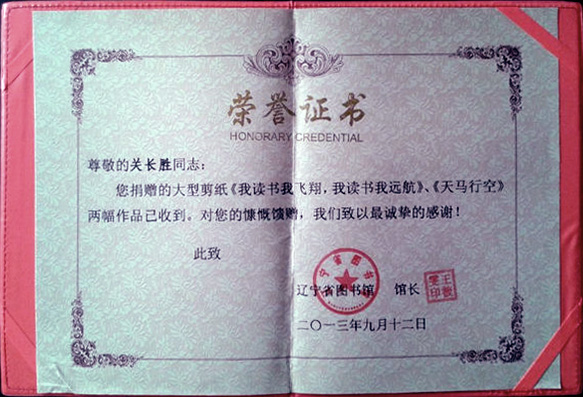 荣誉证书
HONORARY CREDENTIAL
尊敬的关长胜同志：
您捐赠的大型剪纸《我读书我飞翔，我读书我远航》、《天马行空》
两幅作品已收到。对您的慷慨馈赠，我们致以最诚挚的感谢！
此致
辽宁省图书馆 馆长
二〇一三年九月十二日